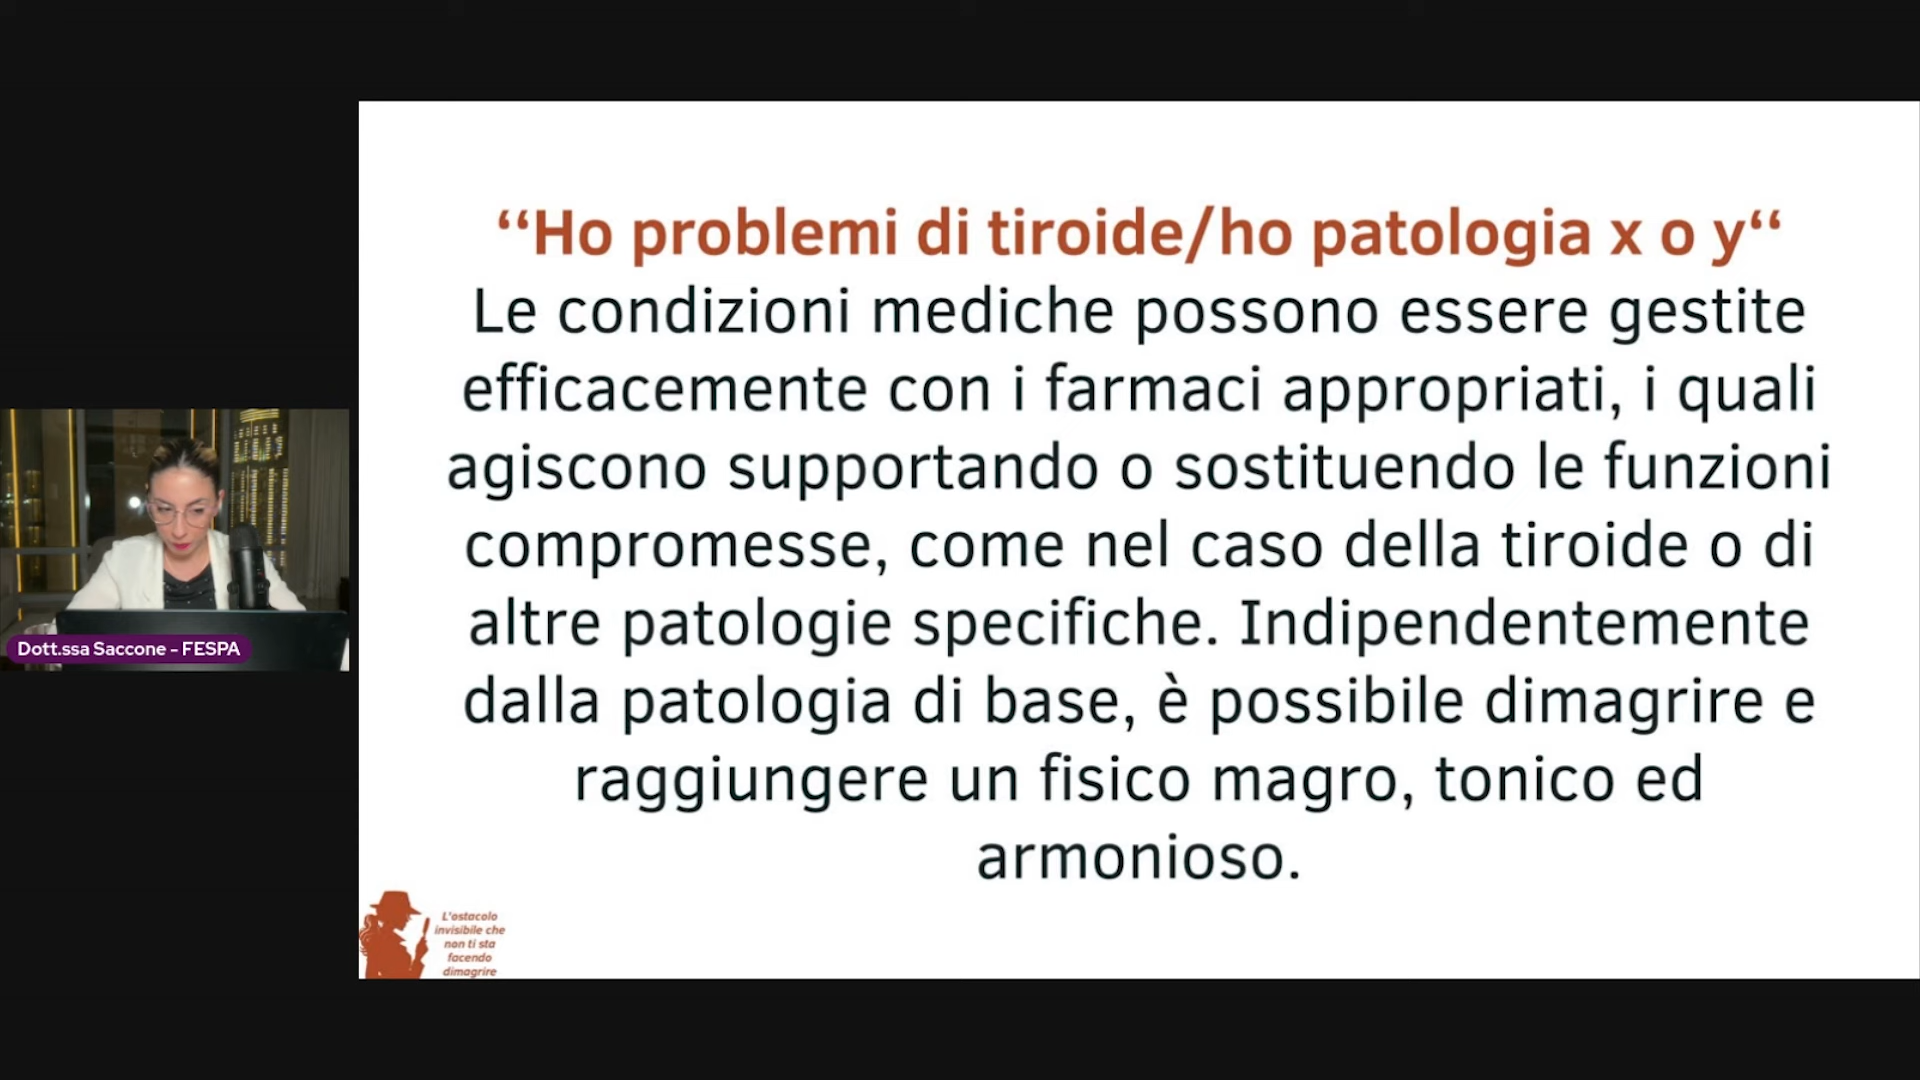 “Ho problemi di tiroide/ho patologia x o y“
Le condizioni mediche possono essere gestite
efficacemente con i farmaci appropriati, i quali
agiscono supportando o sostituendo le funzioni
compromesse, come nel caso della tiroide o di
altre patologie specifiche. Indipendentemente
dalla patologia di base, è possibile dimagrire e
raggiungere un fisico magro, tonico ed
armonioso.
Dott.ssa Saccone - FESPA
L'ostacolo
invisibile che
non ti sta
facendo
dimagrire